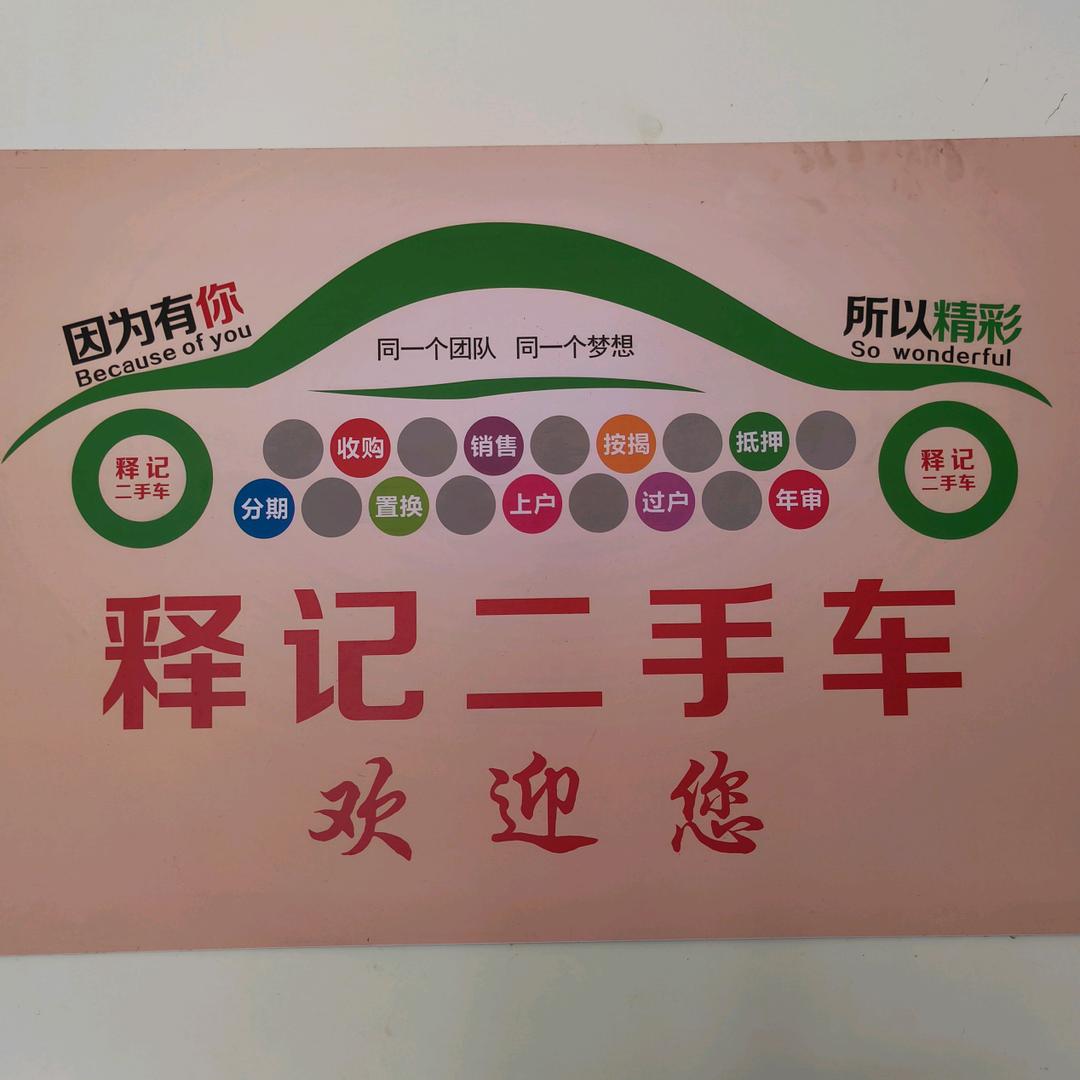 因为有你
Because of you
所以精彩
So wonderful
同一个团队 同一个梦想
收购 销售 按揭 抵押
分期 置换 上户 过户 年审
释记
二手车
释记
二手车
释记二手车
欢迎您